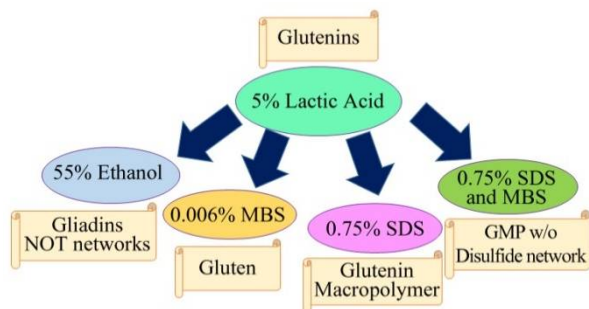 Glutenins
5% Lactic Acid
55% Ethanol
Gliadins
NOT networks
0.006% MBS
Gluten
0.75% SDS
Glutenin
Macropolymer
0.75% SDS
and MBS
GMP w/o
Disulfide network